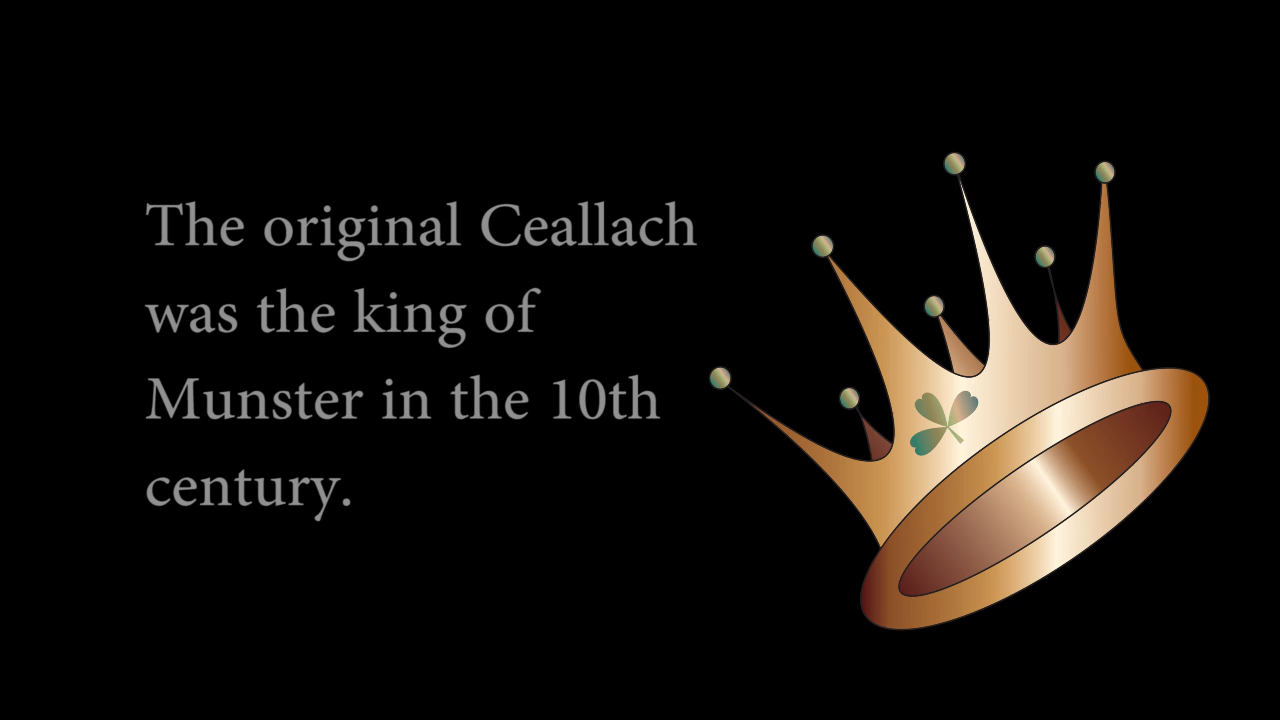 The original Ceallach
was the king of
Munster in the 10th
century.